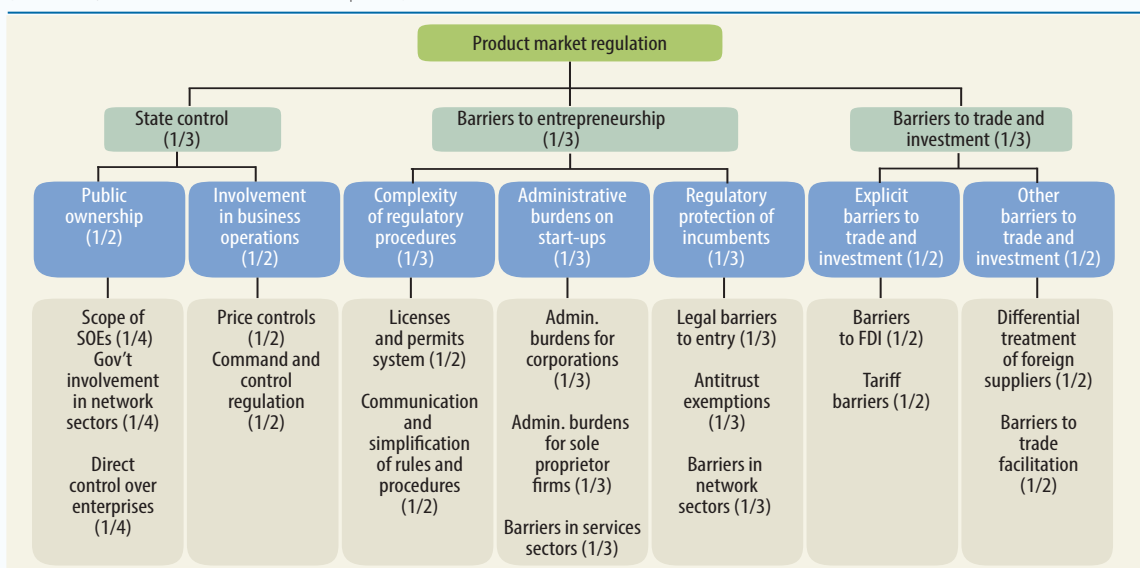 Product market regulation
State control
(1/3)
Barriers to entrepreneurship
(1/3)
Barriers to trade and
investment (1/3)
Public
ownership
(1/2)
Involvement
in business
operations
(1/2)
Complexity
of regulatory
procedures
(1/3)
Administrative
burdens on
start-ups
(1/3)
Regulatory
protection of
incumbents
(1/3)
Explicit
barriers to
trade and
investment (1/2)
Other
barriers to
trade and
investment (1/2)
Scope of
SOEs (1/4)
Gov't
involvement
in network
sectors (1/4)
Direct
control over
enterprises
(1/4)
Price controls
(1/2)
Command and
control
regulation
(1/2)
Licenses
and permits
system (1/2)
Communication
and
simplification
of rules and
procedures
(1/2)
Admin.
burdens for
corporations
(1/3)
Admin. burdens
for sole
proprietor
firms (1/3)
Barriers in services
sectors (1/3)
Legal barriers
to entry (1/3)
Antitrust
exemptions
(1/3)
Barriers in
network
sectors (1/3)
Barriers
to FDI (1/2)
Tariff
barriers (1/2)
Differential
treatment
of foreign
suppliers (1/2)
Barriers to
trade
facilitation
(1/2)